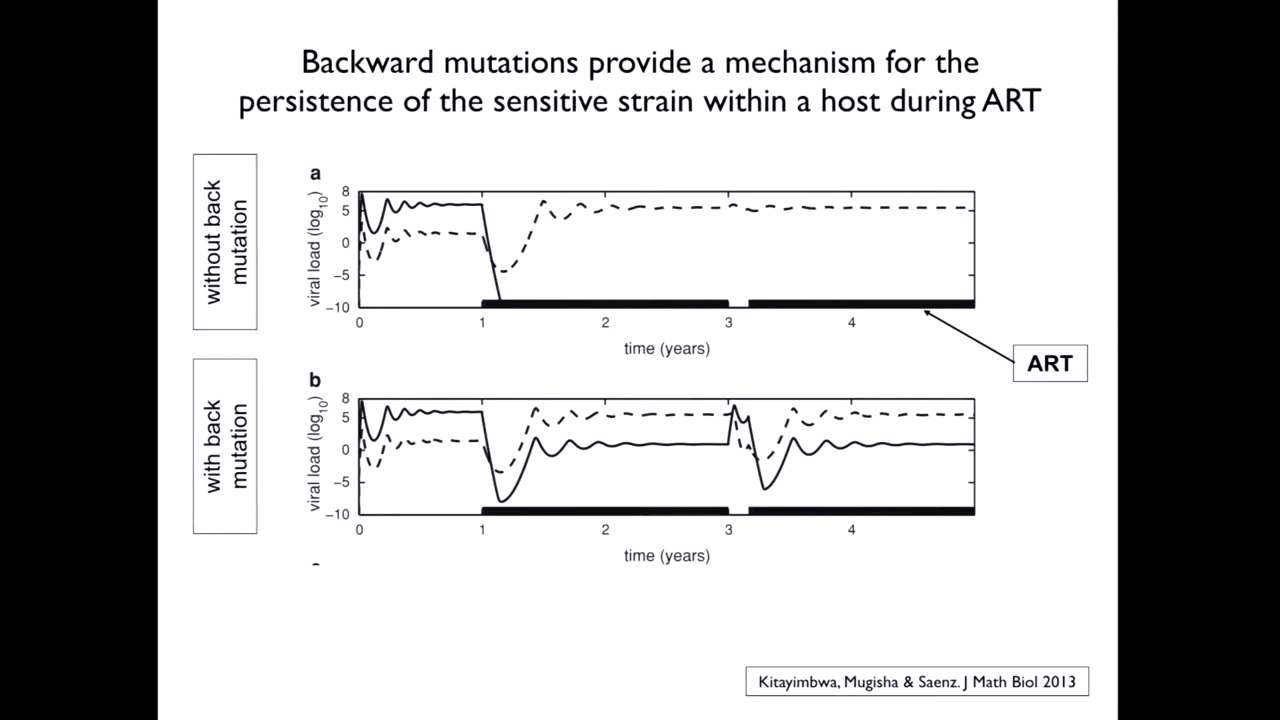 Backward mutations provide a mechanism for the
persistence of the sensitive strain within a host during ART
without back
mutation
a
viral load (log10)
8
5
0
−5
−10
0 1 2 3 4
time (years)
ART
with back
mutation
b
viral load (log10)
8
5
0
−5
−10
0 1 2 3 4
time (years)
Kitayimbwa, Mugisha & Saenz. J Math Biol 2013